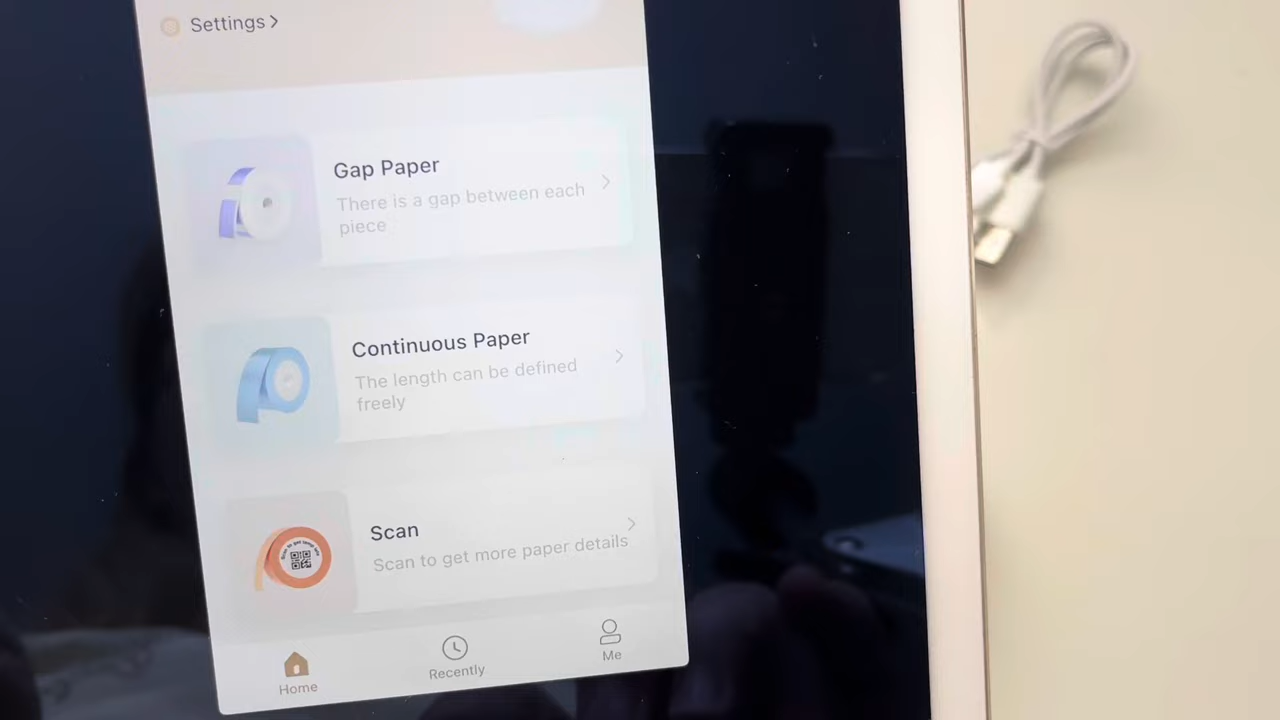 Settings >
Gap Paper
There is a gap between each
piece
Continuous Paper
The length can be defined
freely
Scan
Scan to get more paper details
Home
Recently
Me